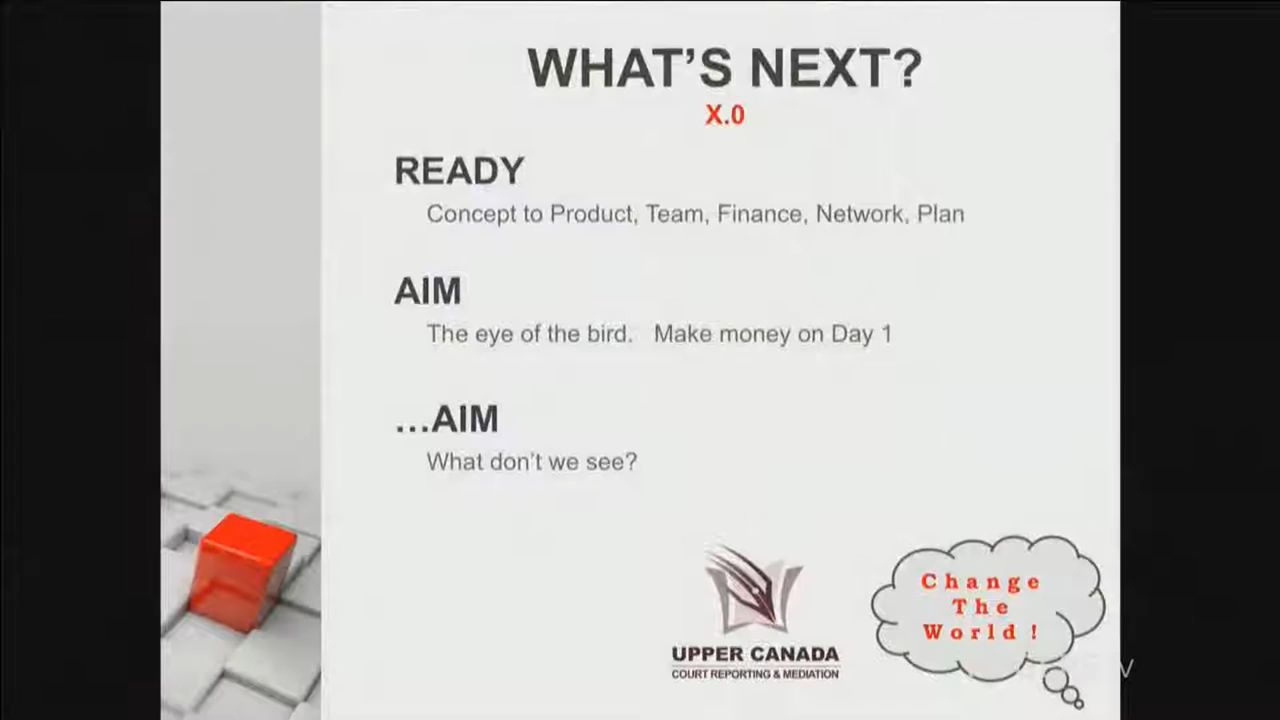 WHAT'S NEXT?
X.0
READY
Concept to Product, Team, Finance, Network, Plan
AIM
The eye of the bird. Make money on Day 1
...AIM
What don't we see?
UPPER CANADA
COURT REPORTING & MEDIATION
Change
The
World !